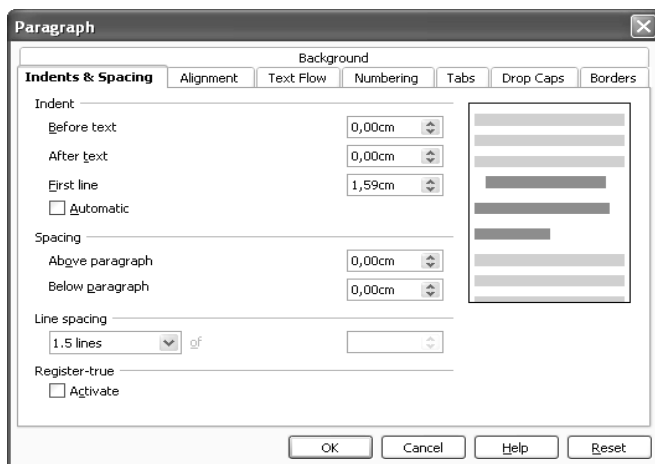 Paragraph
Background
Indents & Spacing Alignment Text Flow Numbering Tabs Drop Caps Borders
Indent
Before text 0,00cm
After text 0,00cm
First line 1,59cm
Automatic
Spacing
Above paragraph 0,00cm
Below paragraph 0,00cm
Line spacing
1.5 lines of
Register-true
Activate
OK Cancel Help Reset